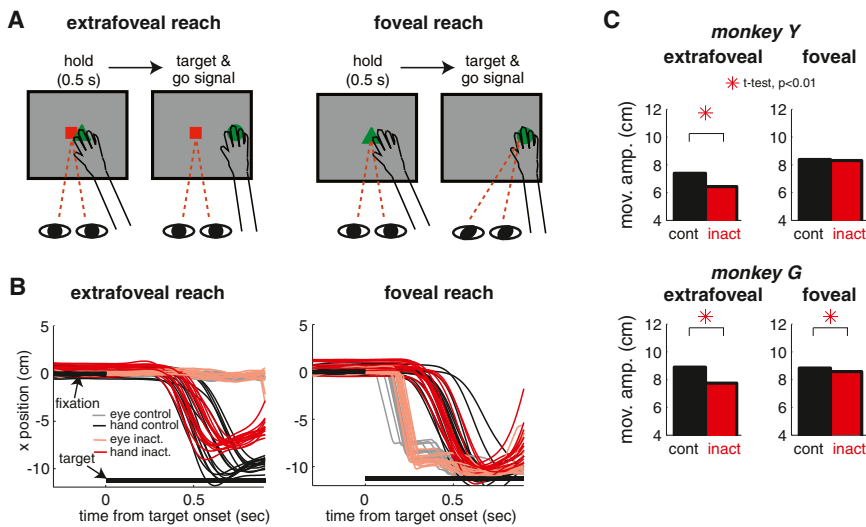 A
extrafoveal reach
foveal reach
hold
(0.5 s)
target &
go signal
hold
(0.5 s)
target &
go signal
B
extrafoveal reach
foveal reach
x position (cm)
5
0
-5
-10
fixation
eye control
hand control
eye inact.
hand inact.
target
0
0.5
time from target onset (sec)
5
0
-5
-10
0
0.5
time from target onset (sec)
C
monkey Y
extrafoveal
foveal
t-test, p<0.01
mov. amp. (cm)
12
10
8
6
4
cont
inact
12
10
8
6
4
cont
inact
monkey G
extrafoveal
foveal
mov. amp. (cm)
12
10
8
6
4
cont
inact
12
10
8
6
4
cont
inact